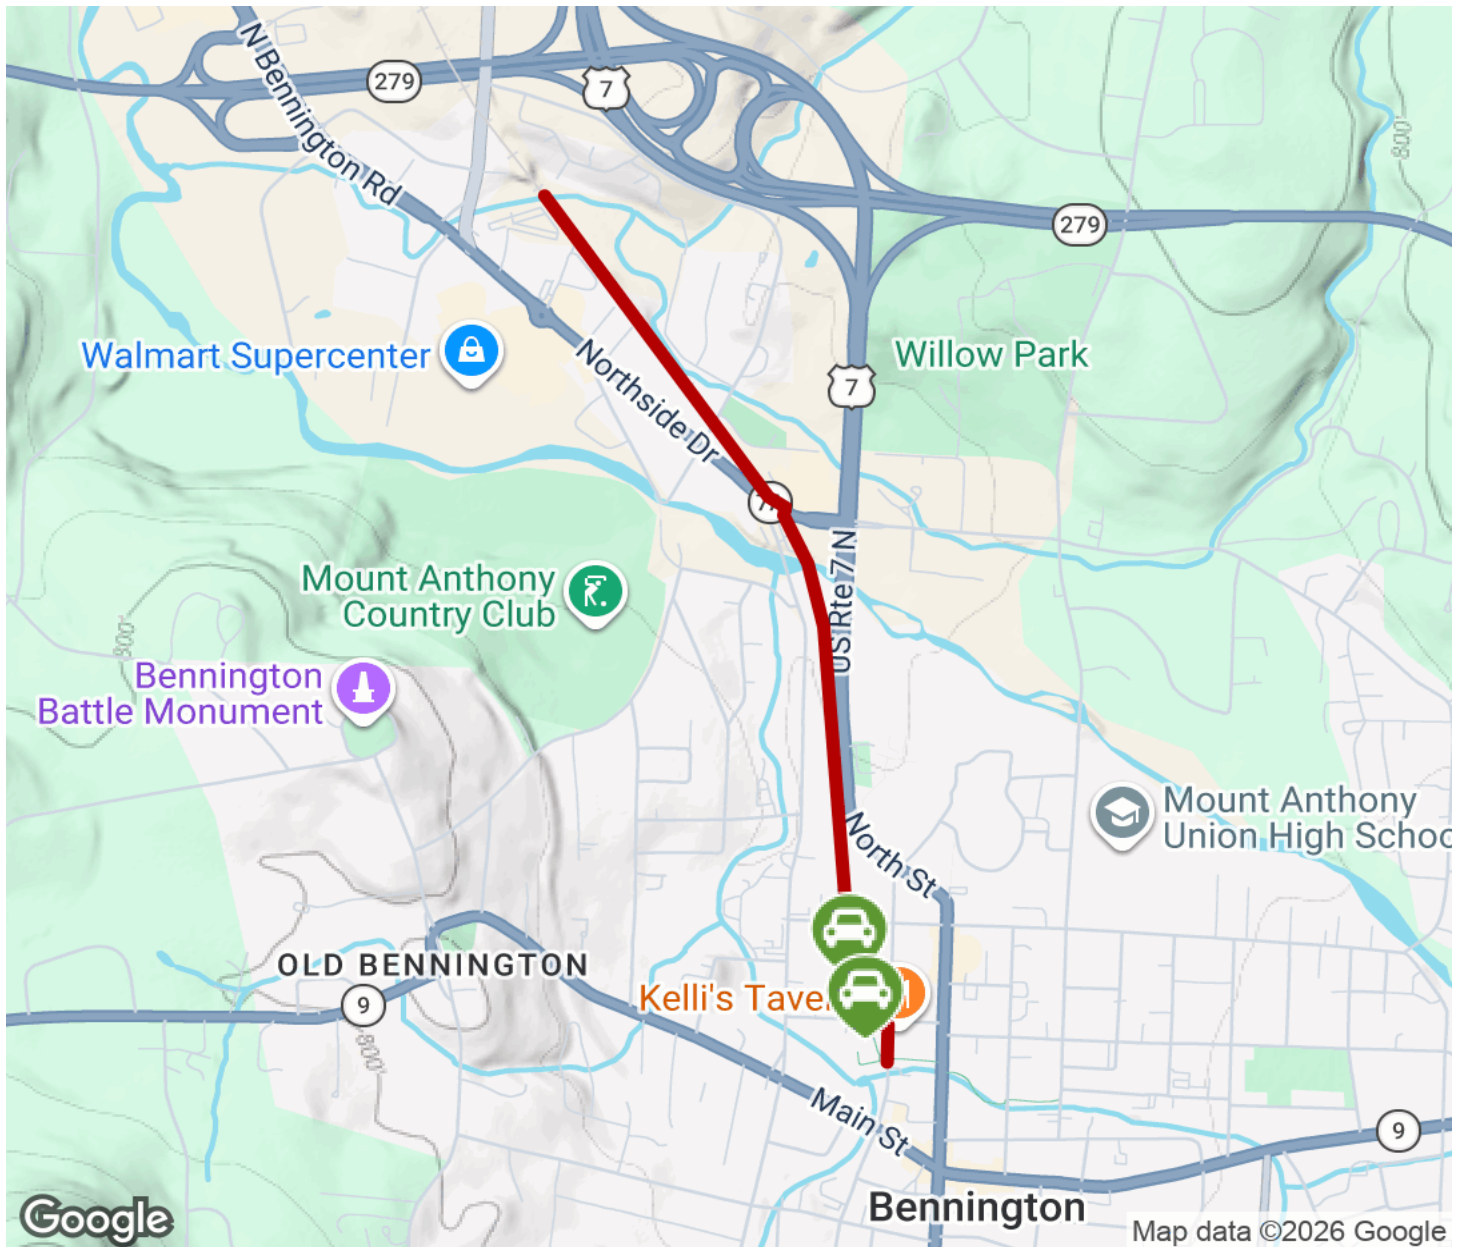 N Bennington Rd
279
7
279
Walmart Supercenter
Northside Dr
Willow Park
7
800'
US Rte 7 N
Mount Anthony
Country Club
800'
Bennington
Battle Monument
North St
Mount Anthony
Union High Schoo
OLD BENNINGTON
9
Kelli's Tave
800'
Main St
9
Bennington
Google
Map data ©2026 Google